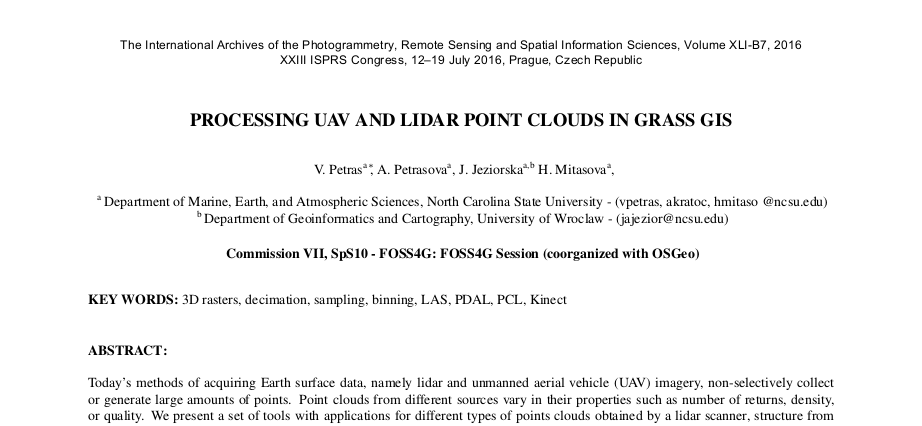 The International Archives of the Photogrammetry, Remote Sensing and Spatial Information Sciences, Volume XLI-B7, 2016
XXIII ISPRS Congress, 12–19 July 2016, Prague, Czech Republic
PROCESSING UAV AND LIDAR POINT CLOUDS IN GRASS GIS
V. Petrasa*, A. Petrasovaa, J. Jeziorskaa,b H. Mitasovaa,
a Department of Marine, Earth, and Atmospheric Sciences, North Carolina State University - (vpetras, akratoc, hmitaso @ncsu.edu)
b Department of Geoinformatics and Cartography, University of Wroclaw - (jajezior@ncsu.edu)
Commission VII, SpS10 - FOSS4G: FOSS4G Session (coorganized with OSGeo)
KEY WORDS: 3D rasters, decimation, sampling, binning, LAS, PDAL, PCL, Kinect
ABSTRACT:
Today's methods of acquiring Earth surface data, namely lidar and unmanned aerial vehicle (UAV) imagery, non-selectively collect
or generate large amounts of points. Point clouds from different sources vary in their properties such as number of returns, density,
or quality. We present a set of tools with applications for different types of points clouds obtained by a lidar scanner, structure from